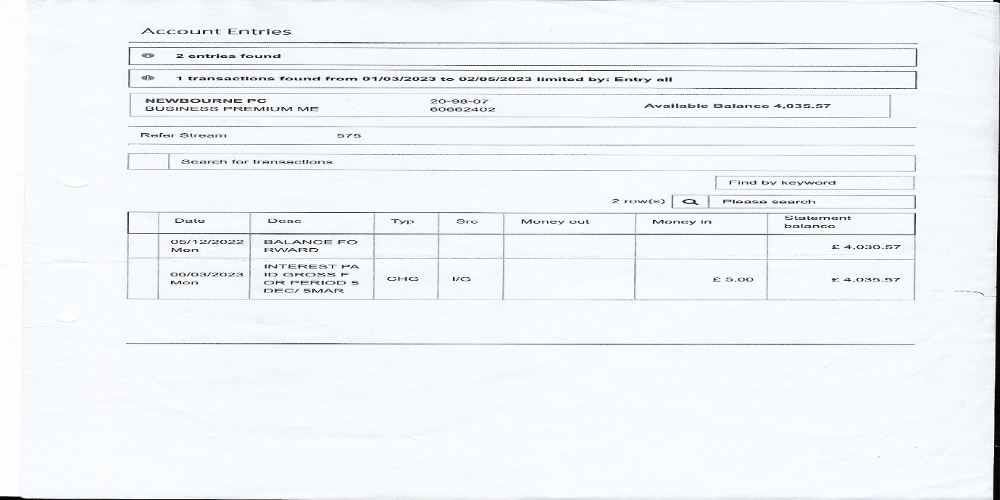 Account Entries
2 entries found
1 transactions found from 01/03/2023 to 02/05/2023 limited by: Entry all
NEWBOURNE PC 20-98-07
BUSINESS PREMIUM ME 60662402 Available Balance 4,035.57
Refer Stream 575
Search for transactions
Find by keyword
2 row(s) Please search
Date Desc Typ Src Money out Money in Statement balance
05/12/2022 BALANCE FO
Mon RWARD £ 4,030.57
INTEREST PA
06/03/2023 ID GROSS F
Mon OR PERIOD 5 CHG I/G £ 5.00 £ 4,035.57
DEC/ 5MAR